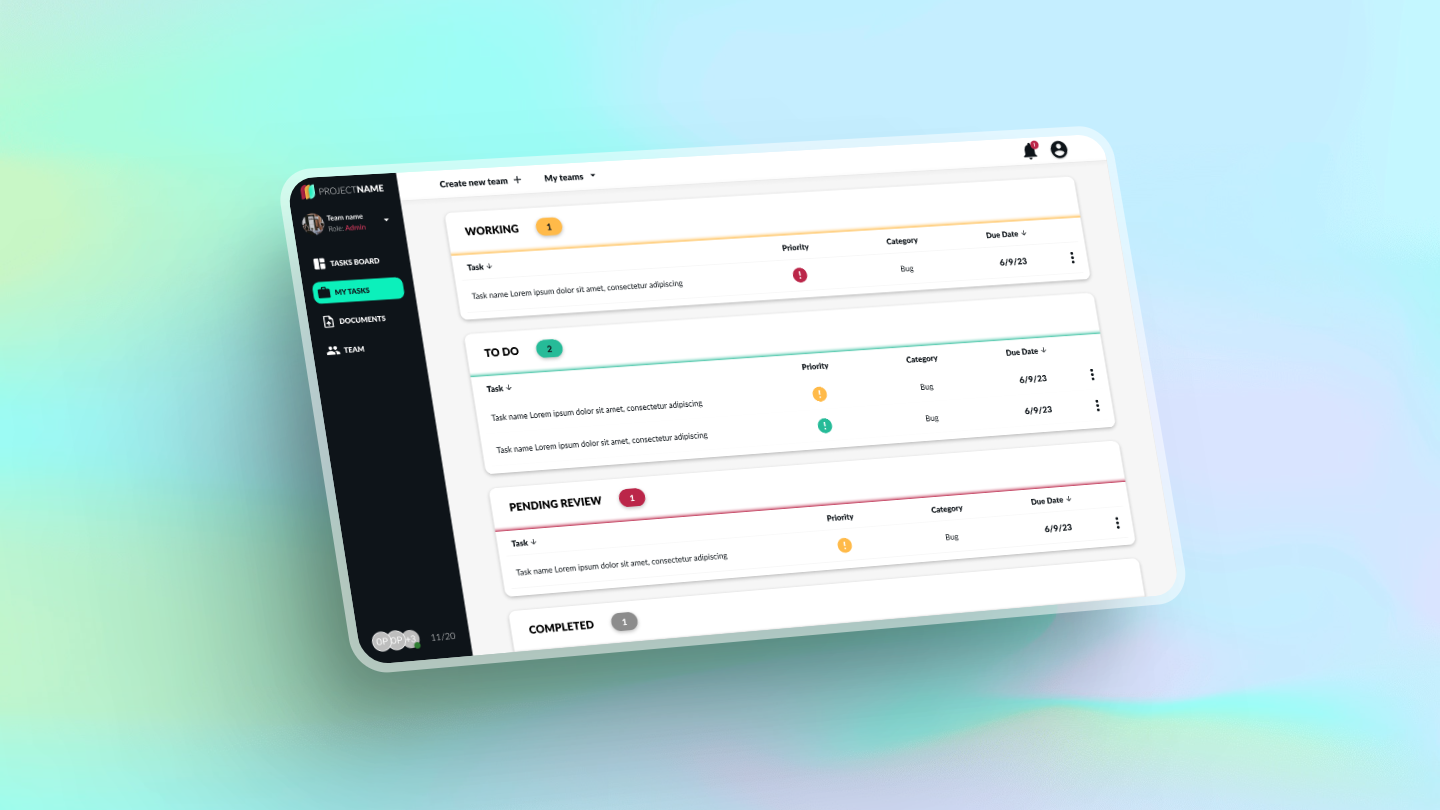 PROJECTNAME
Team name
Role: Admin
TASKS BOARD
MY TASKS
DOCUMENTS
TEAM
DP DP +3 11/20
Create new team + My teams
1
WORKING 1
Task ↓ Priority Category Due Date ↓
Task name Lorem ipsum dolor sit amet, consectetur adipiscing ! Bug 6/9/23
TO DO 2
Task ↓ Priority Category Due Date ↓
Task name Lorem ipsum dolor sit amet, consectetur adipiscing ! Bug 6/9/23
Task name Lorem ipsum dolor sit amet, consectetur adipiscing ! Bug 6/9/23
PENDING REVIEW 1
Task ↓ Priority Category Due Date ↓
Task name Lorem ipsum dolor sit amet, consectetur adipiscing ! Bug 6/9/23
COMPLETED 1